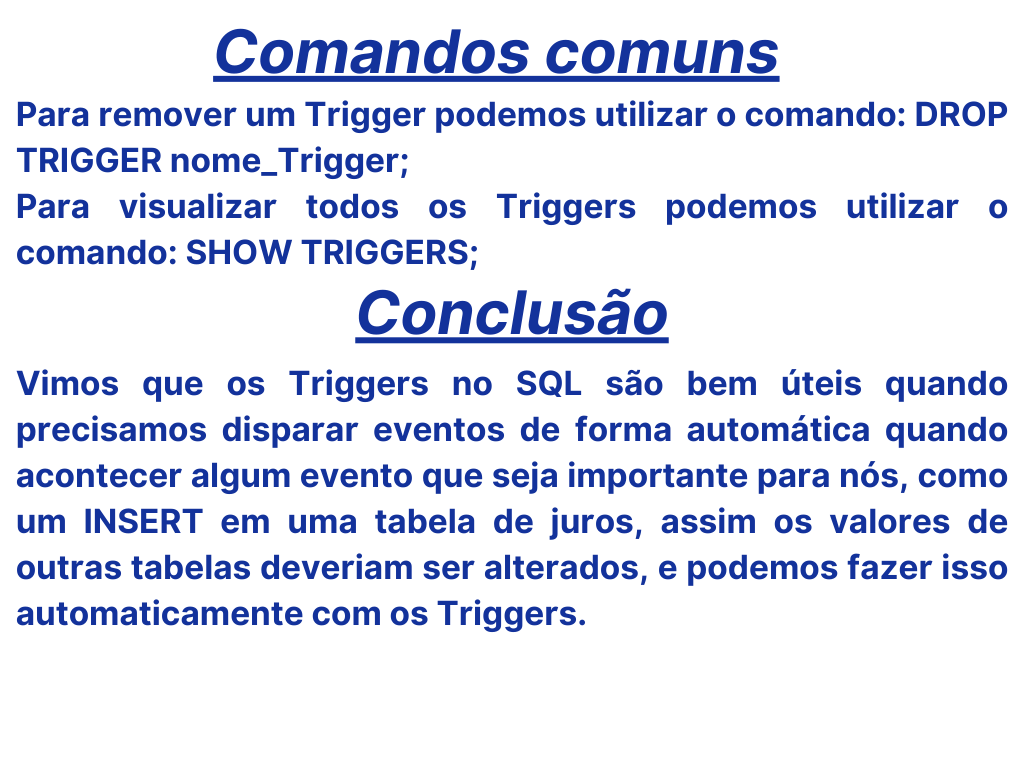 Comandos comuns
Para remover um Trigger podemos utilizar o comando: DROP
TRIGGER nome_Trigger;
Para visualizar todos os Triggers podemos utilizar o
comando: SHOW TRIGGERS;
Conclusão
Vimos que os Triggers no SQL são bem úteis quando
precisamos disparar eventos de forma automática quando
acontecer algum evento que seja importante para nós, como
um INSERT em uma tabela de juros, assim os valores de
outras tabelas deveriam ser alterados, e podemos fazer isso
automaticamente com os Triggers.